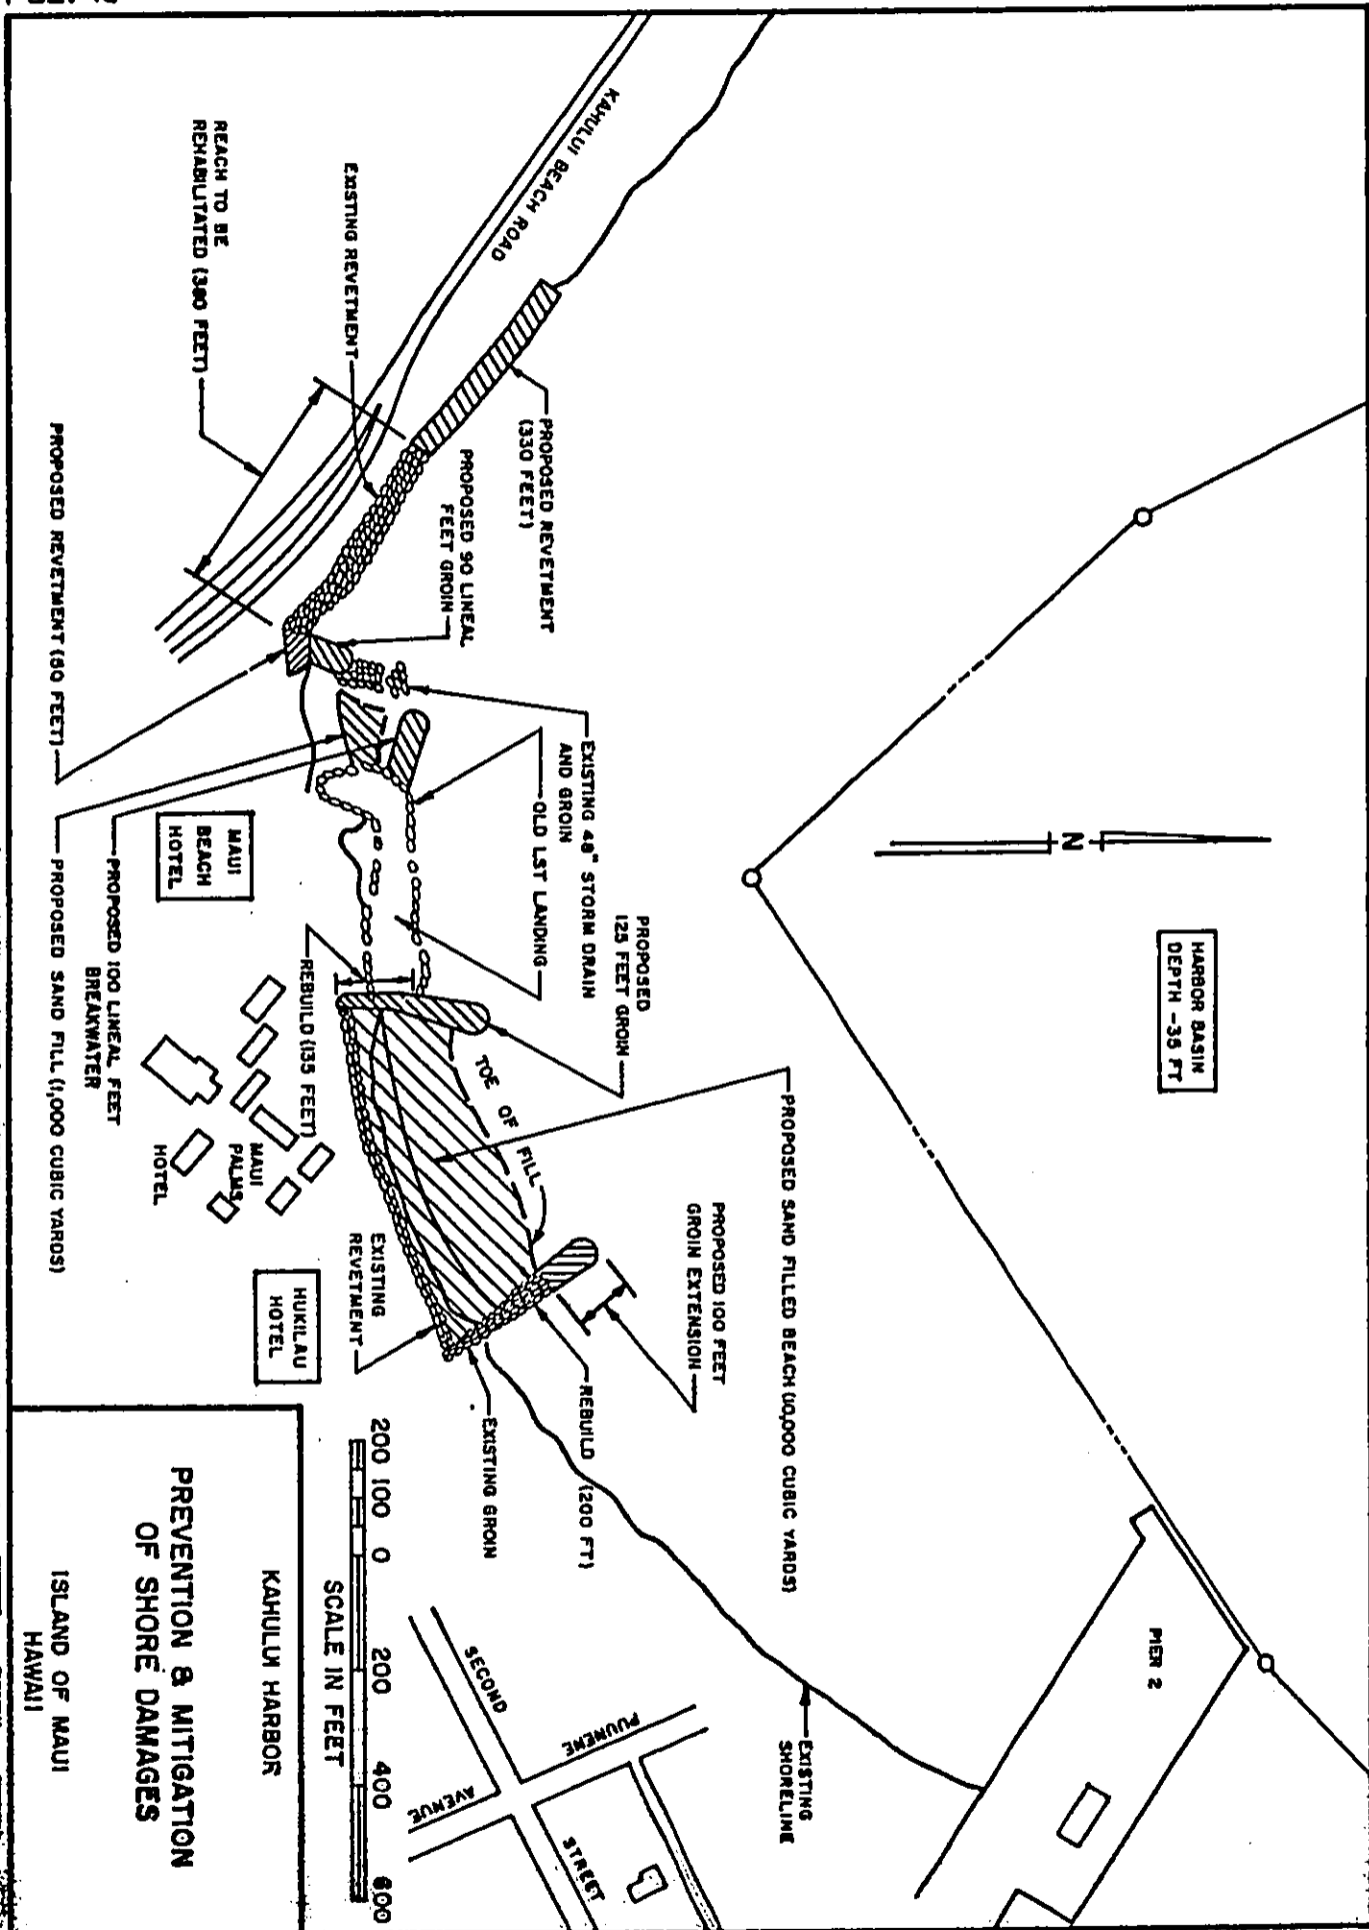 HARBOR BASIN
DEPTH -35 FT
N
PIER 2
KAHULUI BEACH ROAD
PROPOSED REVETMENT
(330 FEET)
EXISTING REVETMENT
REACH TO BE
REHABILITATED (380 FEET)
PROPOSED 90 LINEAL
FEET GROIN
EXISTING 48" STORM DRAIN
AND GROIN
OLD LST LANDING
PROPOSED
125 FEET GROIN
PROPOSED SAND FILLED BEACH (10,000 CUBIC YARDS)
PROPOSED 100 FEET
GROIN EXTENSION
TOE OF FILL
REBUILD (200 FT)
EXISTING GROIN
EXISTING
SHORELINE
REBUILD (135 FEET)
EXISTING
REVETMENT
MAUI
BEACH
HOTEL
MAUI
PALMS
HOTEL
HUKILAU
HOTEL
PROPOSED 100 LINEAL FEET
BREAKWATER
PROPOSED REVETMENT (50 FEET)
PROPOSED SAND FILL (1,000 CUBIC YARDS)
SECOND
STREET
PUUNENE
AVENUE
200 100 0 200 400 600
SCALE IN FEET
KAHULUI HARBOR
PREVENTION & MITIGATION
OF SHORE DAMAGES
ISLAND OF MAUI
HAWAII